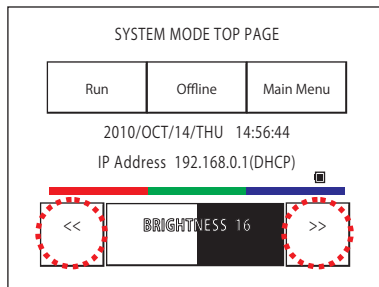 SYSTEM MODE TOP PAGE
Run Offline Main Menu
2010/OCT/14/THU 14:56:44
IP Address 192.168.0.1(DHCP)
<< BRIGHTNESS 16 >>